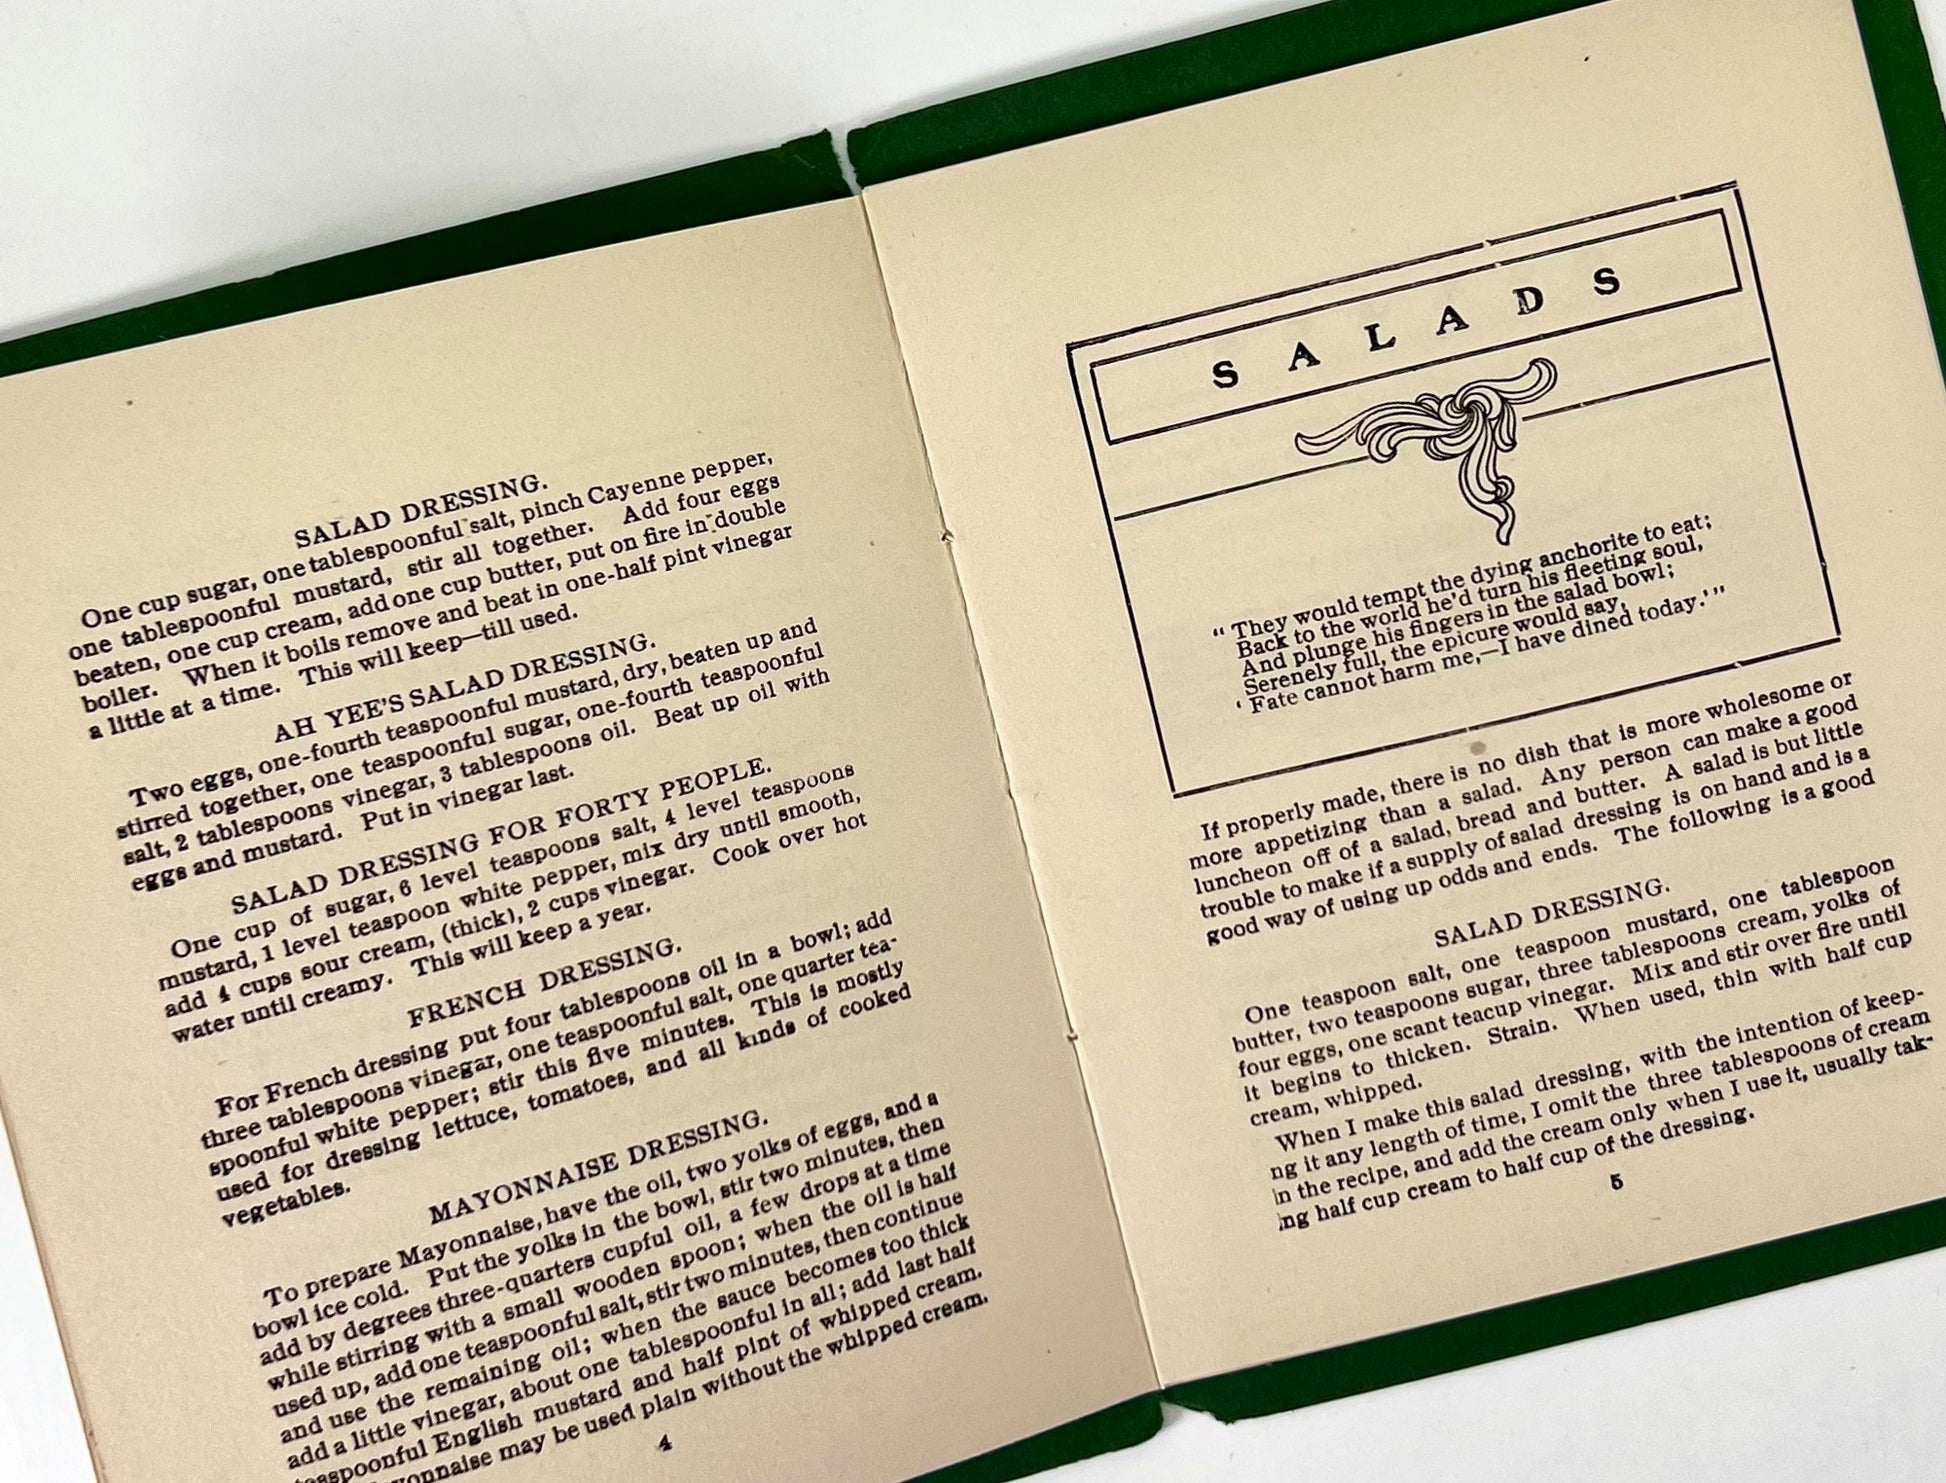 SALAD DRESSING.
One cup sugar, one tablespoonful salt, pinch Cayenne pepper,
one tablespoonful mustard, stir all together. Add four eggs
beaten, one cup cream, add one cup butter, put on fire in double
boiler. When it boils remove and beat in one-half pint vinegar
a little at a time. This will keep—till used.
AH YEE'S SALAD DRESSING.
Two eggs, one-fourth teaspoonful mustard, dry, beaten up and
stirred together, one teaspoonful sugar, one-fourth teaspoonful
salt, 2 tablespoons vinegar, 3 tablespoons oil. Beat up oil with
eggs and mustard. Put in vinegar last.
SALAD DRESSING FOR FORTY PEOPLE.
One cup of sugar, 6 level teaspoons salt, 4 level teaspoons
mustard, 1 level teaspoon white pepper, mix dry until smooth,
add 4 cups sour cream, (thick), 2 cups vinegar. Cook over hot
water until creamy. This will keep a year.
FRENCH DRESSING.
For French dressing put four tablespoons oil in a bowl; add
three tablespoons vinegar, one teaspoonful salt, one quarter tea-
spoonful white pepper; stir this five minutes. This is mostly
used for dressing lettuce, tomatoes, and all kinds of cooked
vegetables.
MAYONNAISE DRESSING.
To prepare Mayonnaise, have the oil, two yolks of eggs, and a
bowl ice cold. Put the yolks in the bowl, stir two minutes, then
add by degrees three-quarters cupful oil, a few drops at a time
while stirring with a small wooden spoon; when the oil is half
used up, add one teaspoonful salt, stir two minutes, then continue
and use the remaining oil; when the sauce becomes too thick
add a little vinegar, about one tablespoonful in all; add last half
teaspoonful English mustard and half pint of whipped cream.
may be used plain without the whipped cream.
4
SALADS
"They would tempt the dying anchorite to eat;
Back to the world he'd turn his fleeting soul,
And plunge his fingers in the salad bowl;
Serenely full, the epicure would say,
'Fate cannot harm me,—I have dined today.'"
If properly made, there is no dish that is more wholesome or
more appetizing than a salad. Any person can make a good
luncheon off of a salad, bread and butter. A salad is but little
trouble to make if a supply of salad dressing is on hand and is a
good way of using up odds and ends. The following is a good
SALAD DRESSING.
One teaspoon salt, one teaspoon mustard, one tablespoon
butter, two teaspoons sugar, three tablespoons cream, yolks of
four eggs, one scant teacup vinegar. Mix and stir over fire until
it begins to thicken. Strain. When used, thin with half cup
cream, whipped.
When I make this salad dressing, with the intention of keep-
ng it any length of time, I omit the three tablespoons of cream
in the recipe, and add the cream only when I use it, usually tak-
ing half cup cream to half cup of the dressing.
5